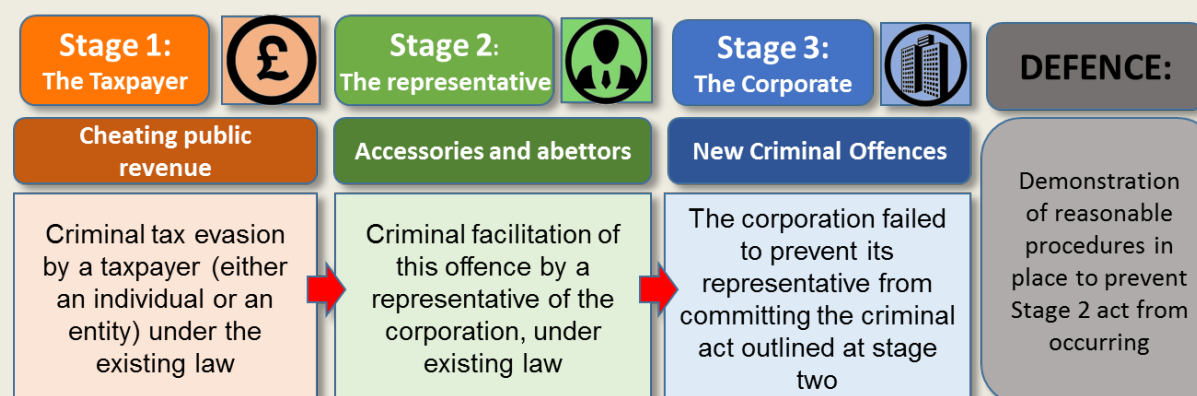 Stage 1:
The Taxpayer
£
Stage 2:
The representative
Stage 3:
The Corporate
DEFENCE:
Cheating public
revenue
Accessories and abettors
New Criminal Offences
Criminal tax evasion
by a taxpayer (either
an individual or an
entity) under the
existing law
Criminal facilitation of
this offence by a
representative of the
corporation, under
existing law
The corporation failed
to prevent its
representative from
committing the criminal
act outlined at stage
two
Demonstration
of reasonable
procedures in
place to prevent
Stage 2 act from
occurring